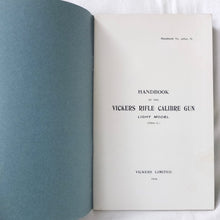 HANDBOOK
OF THE
VICKERS RIFLE CALIBRE GUN
LIGHT MODEL
VICKERS LIMITED